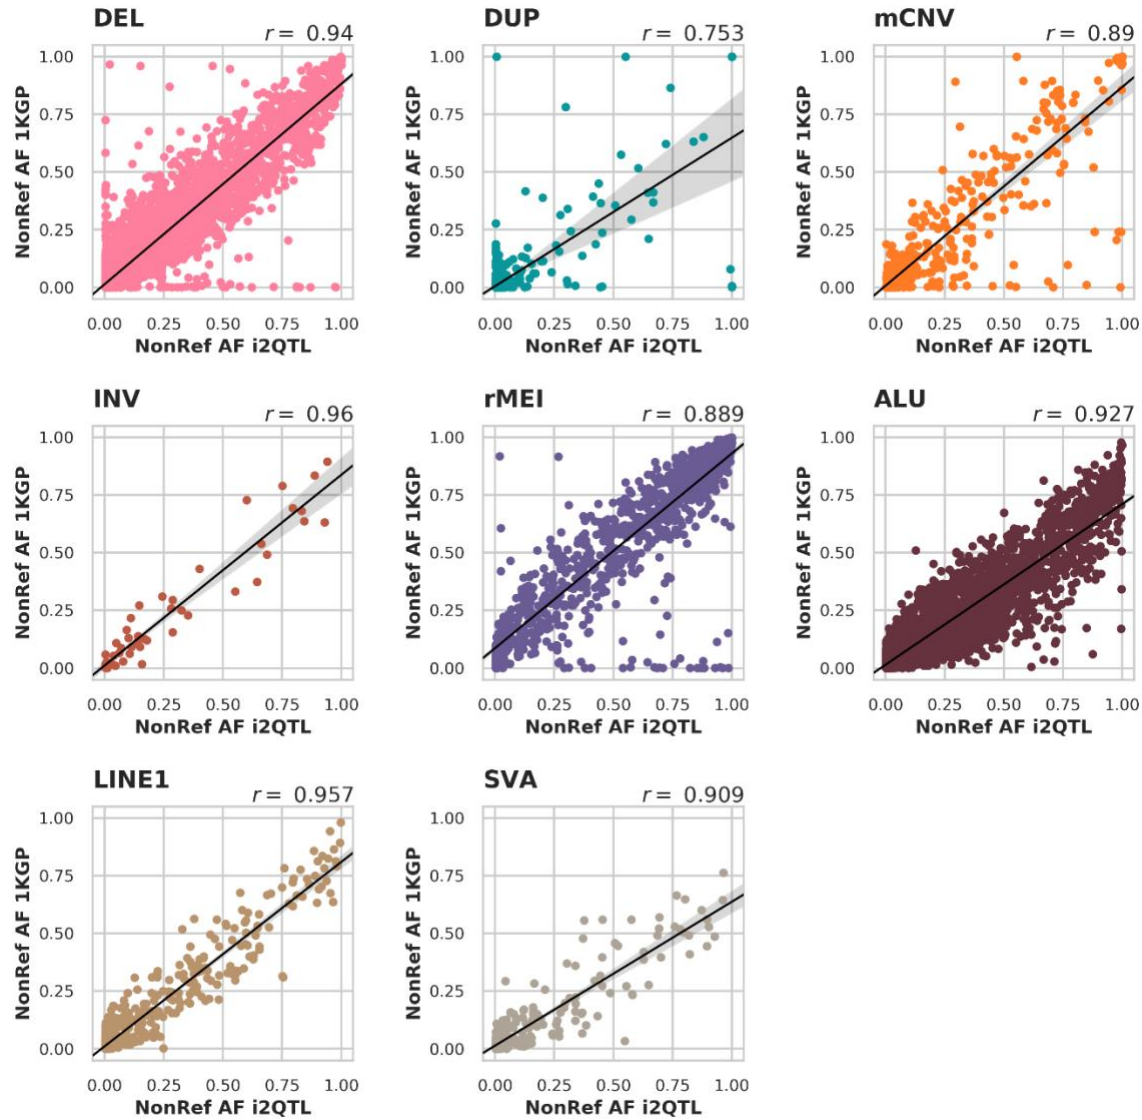 DEL
r = 0.94
NonRef AF 1KGP
1.00
0.75
0.50
0.25
0.00
0.00 0.25 0.50 0.75 1.00
NonRef AF i2QTL
DUP
r = 0.753
NonRef AF 1KGP
1.00
0.75
0.50
0.25
0.00
0.00 0.25 0.50 0.75 1.00
NonRef AF i2QTL
mCNV
r = 0.89
NonRef AF 1KGP
1.00
0.75
0.50
0.25
0.00
0.00 0.25 0.50 0.75 1.00
NonRef AF i2QTL
INV
r = 0.96
NonRef AF 1KGP
1.00
0.75
0.50
0.25
0.00
0.00 0.25 0.50 0.75 1.00
NonRef AF i2QTL
rMEI
r = 0.889
NonRef AF 1KGP
1.00
0.75
0.50
0.25
0.00
0.00 0.25 0.50 0.75 1.00
NonRef AF i2QTL
ALU
r = 0.927
NonRef AF 1KGP
1.00
0.75
0.50
0.25
0.00
0.00 0.25 0.50 0.75 1.00
NonRef AF i2QTL
LINE1
r = 0.957
NonRef AF 1KGP
1.00
0.75
0.50
0.25
0.00
0.00 0.25 0.50 0.75 1.00
NonRef AF i2QTL
SVA
r = 0.909
NonRef AF 1KGP
1.00
0.75
0.50
0.25
0.00
0.00 0.25 0.50 0.75 1.00
NonRef AF i2QTL